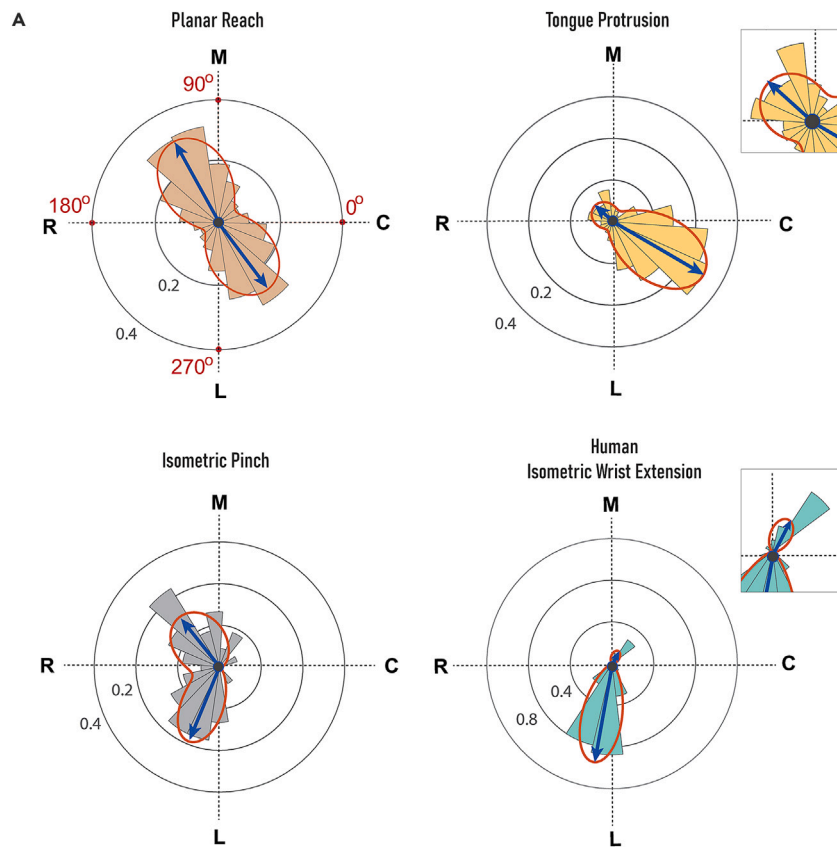 A
Planar Reach
M
90°
180°
R
0°
C
0.2
0.4
270°
L
Tongue Protrusion
M
R
C
0.2
0.4
L
Isometric Pinch
M
R
C
0.2
0.4
L
Human
Isometric Wrist Extension
M
R
C
0.4
0.8
L